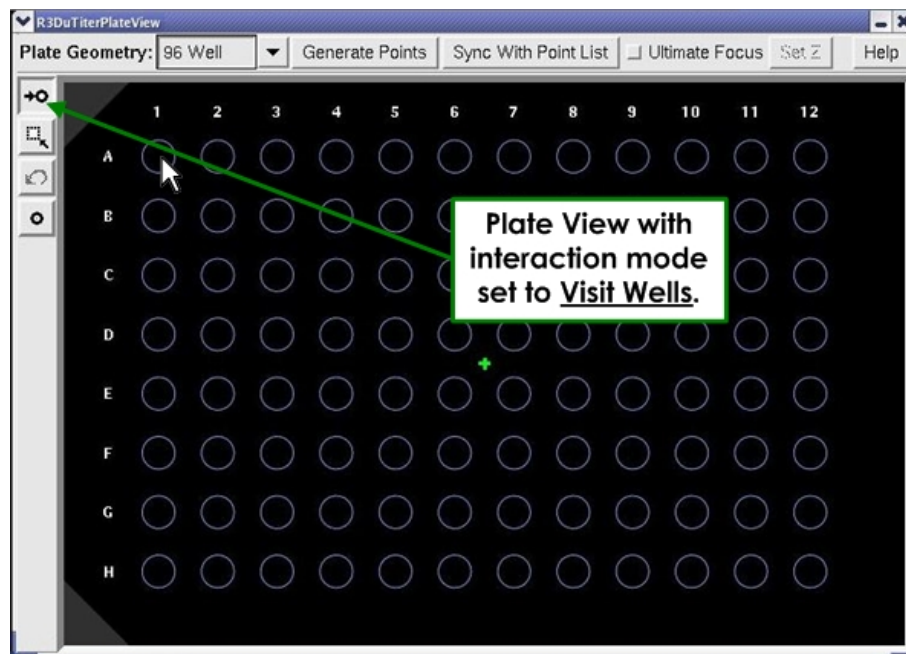 R3DuTiterPlateView
Plate Geometry: 96 Well Generate Points Sync With Point List Ultimate Focus Set Z Help
1 2 3 4 5 6 7 8 9 10 11 12
A
B
C
D
E
F
G
H
Plate View with
interaction mode
set to Visit Wells.